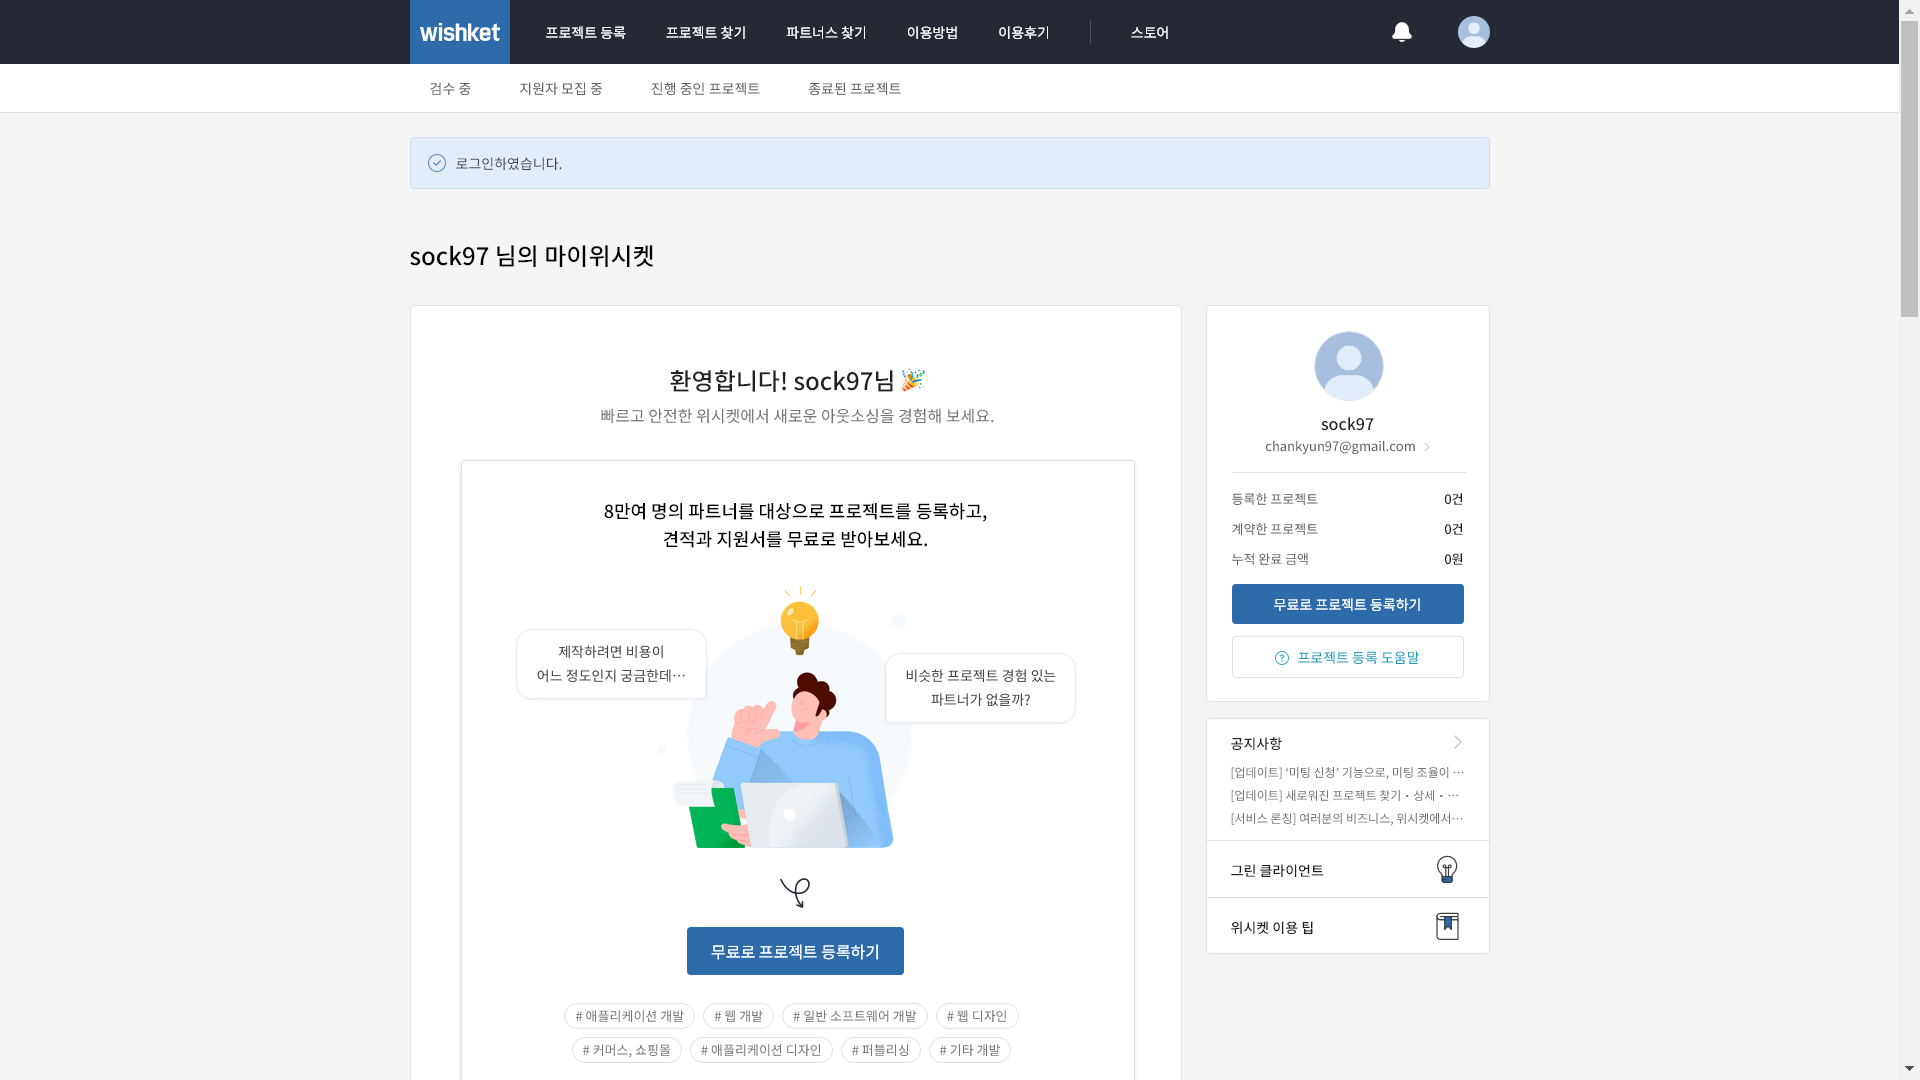 wishket 프로젝트 등록 프로젝트 찾기 파트너스 찾기 이용방법 이용후기 스토어
검수 중 지원자 모집 중 진행 중인 프로젝트 종료된 프로젝트
로그인하였습니다.
sock97 님의 마이위시켓
환영합니다! sock97님
빠르고 안전한 위시켓에서 새로운 아웃소싱을 경험해 보세요.
8만여 명의 파트너를 대상으로 프로젝트를 등록하고,
견적과 지원서를 무료로 받아보세요.
제작하려면 비용이
어느 정도인지 궁금한데…
비슷한 프로젝트 경험 있는
파트너가 없을까?
무료로 프로젝트 등록하기
# 애플리케이션 개발 # 웹 개발 # 일반 소프트웨어 개발 # 웹 디자인
# 커머스, 쇼핑몰 # 애플리케이션 디자인 # 퍼블리싱 # 기타 개발
sock97
chankyun97@gmail.com
등록한 프로젝트 0건
계약한 프로젝트 0건
누적 완료 금액 0원
무료로 프로젝트 등록하기
? 프로젝트 등록 도움말
공지사항
[업데이트] ‘미팅 신청’ 기능으로, 미팅 조율이 …
[업데이트] 새로워진 프로젝트 찾기・상세・…
[서비스 론칭] 여러분의 비즈니스, 위시켓에서…
그린 클라이언트
위시켓 이용 팁